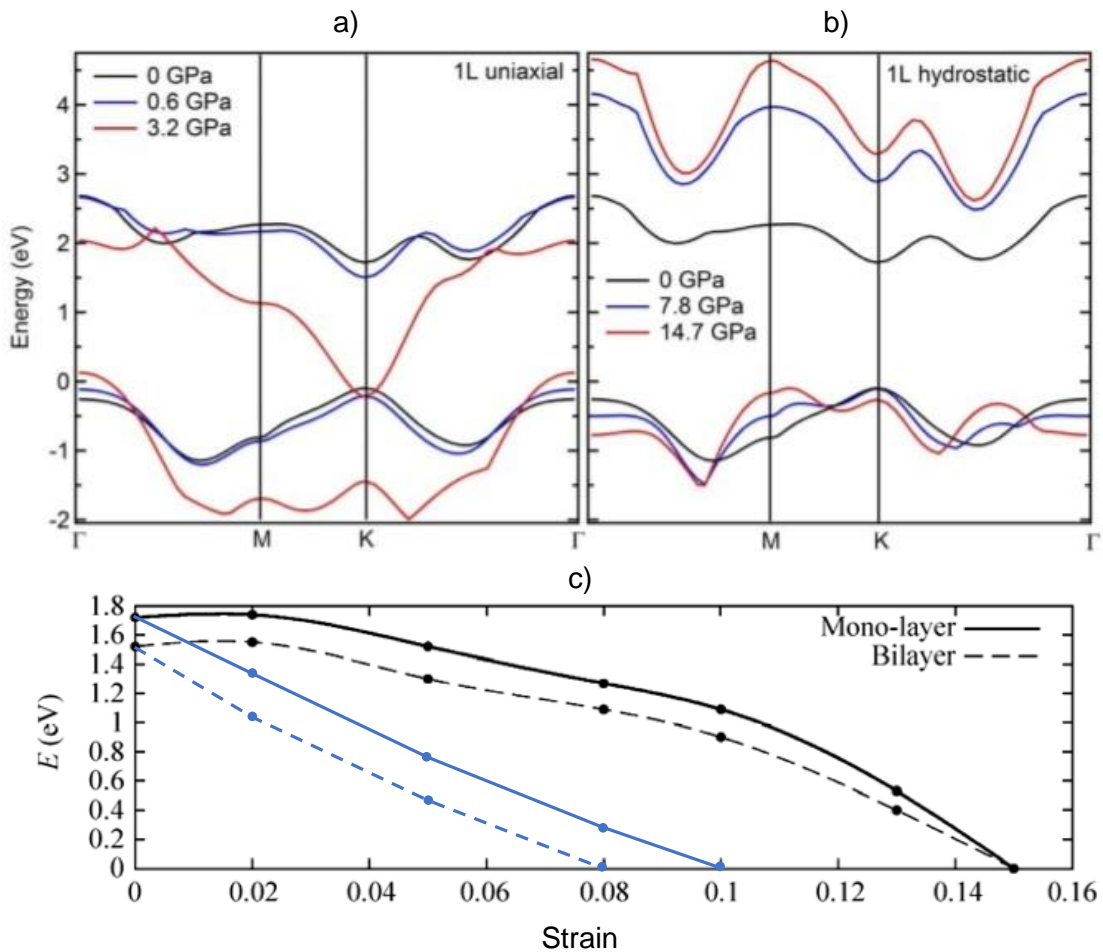 a)
b)
0 GPa
0.6 GPa
3.2 GPa
1L uniaxial
1L hydrostatic
0 GPa
7.8 GPa
14.7 GPa
Energy (eV)
4
3
2
1
0
-1
-2
Γ
M
K
Γ
M
K
Γ
c)
Mono-layer
Bilayer
E (eV)
1.8
1.6
1.4
1.2
1
0.8
0.6
0.4
0.2
0
0 0.02 0.04 0.06 0.08 0.1 0.12 0.14 0.16
Strain